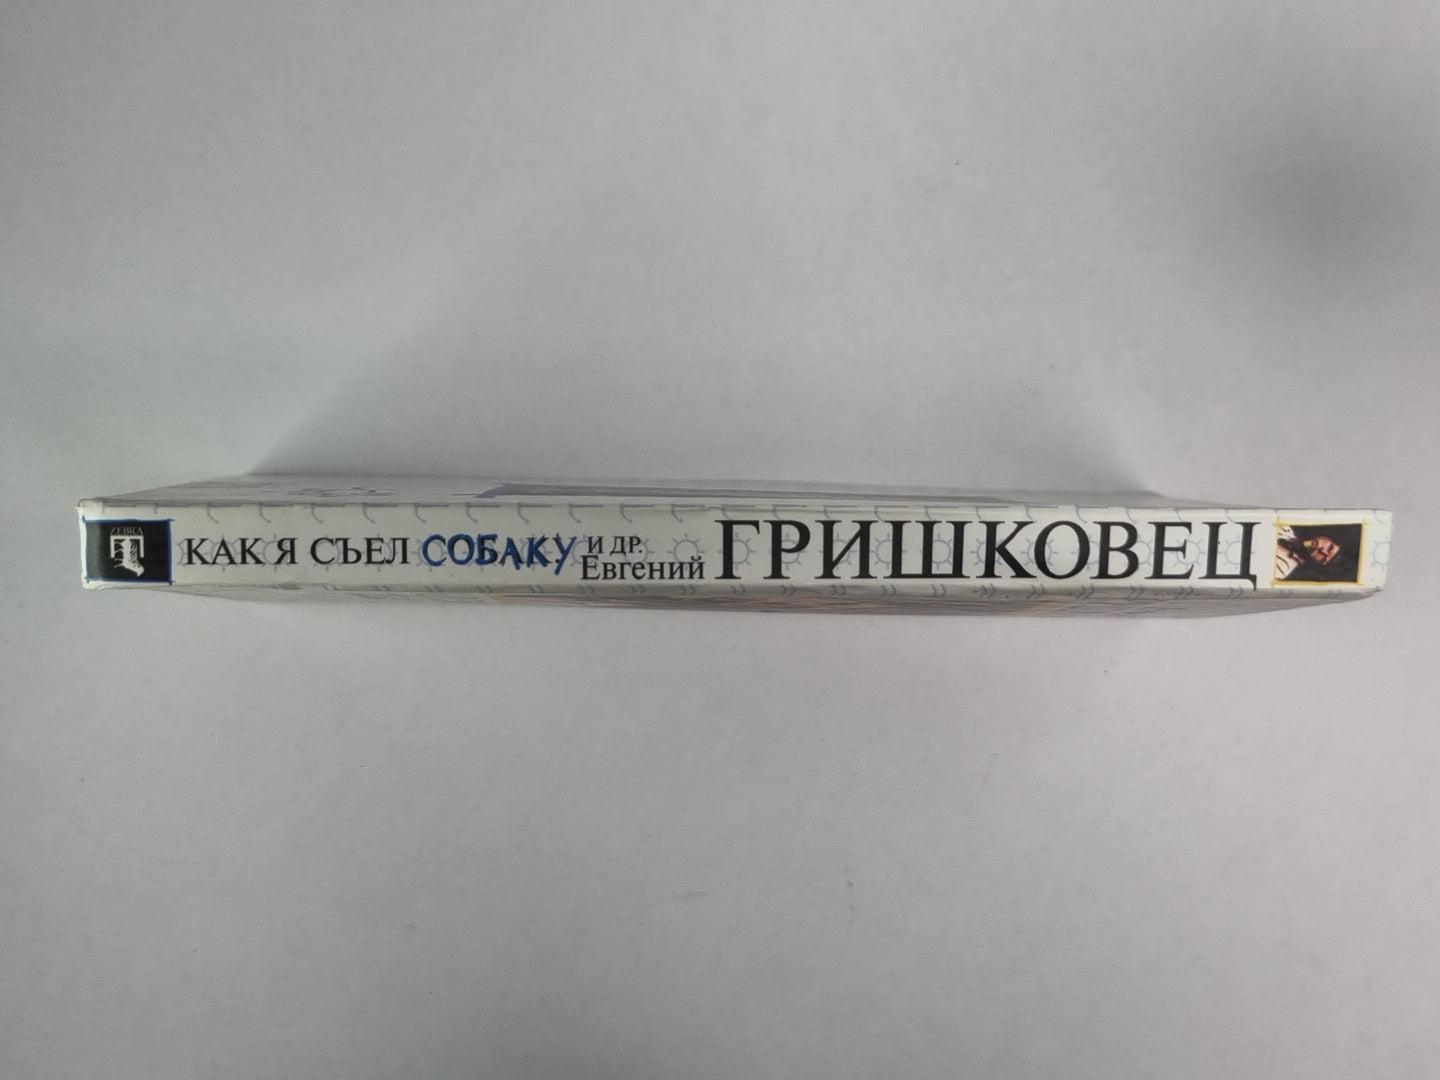 ZEBRA
КАК Я СЪЕЛ СОБАКУ
И ДР.
Евгений
ГРИШКОВЕЦ